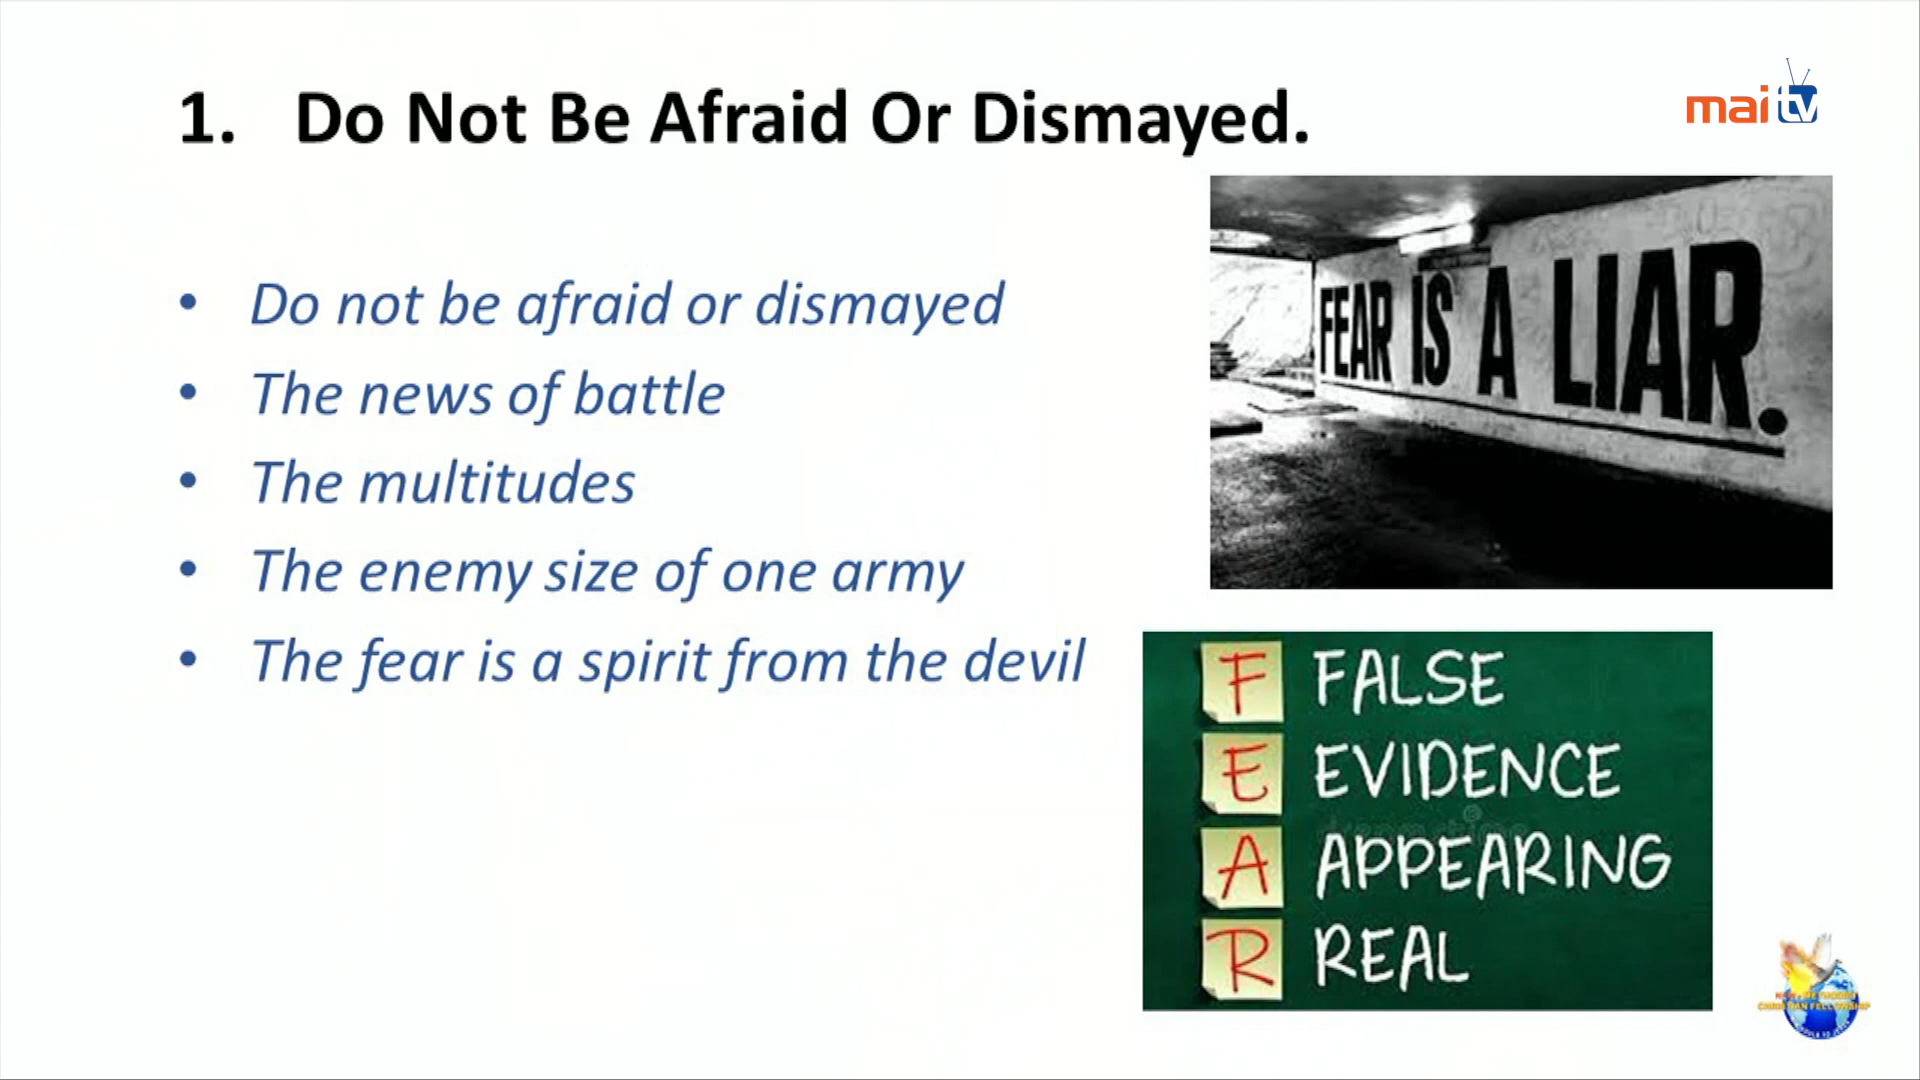 1. Do Not Be Afraid Or Dismayed.
mai tv
• Do not be afraid or dismayed
• The news of battle
• The multitudes
• The enemy size of one army
• The fear is a spirit from the devil
FEAR IS A LIAR.
F FALSE
E EVIDENCE
A APPEARING
R REAL
CHRISTIAN FELLOWSHIP